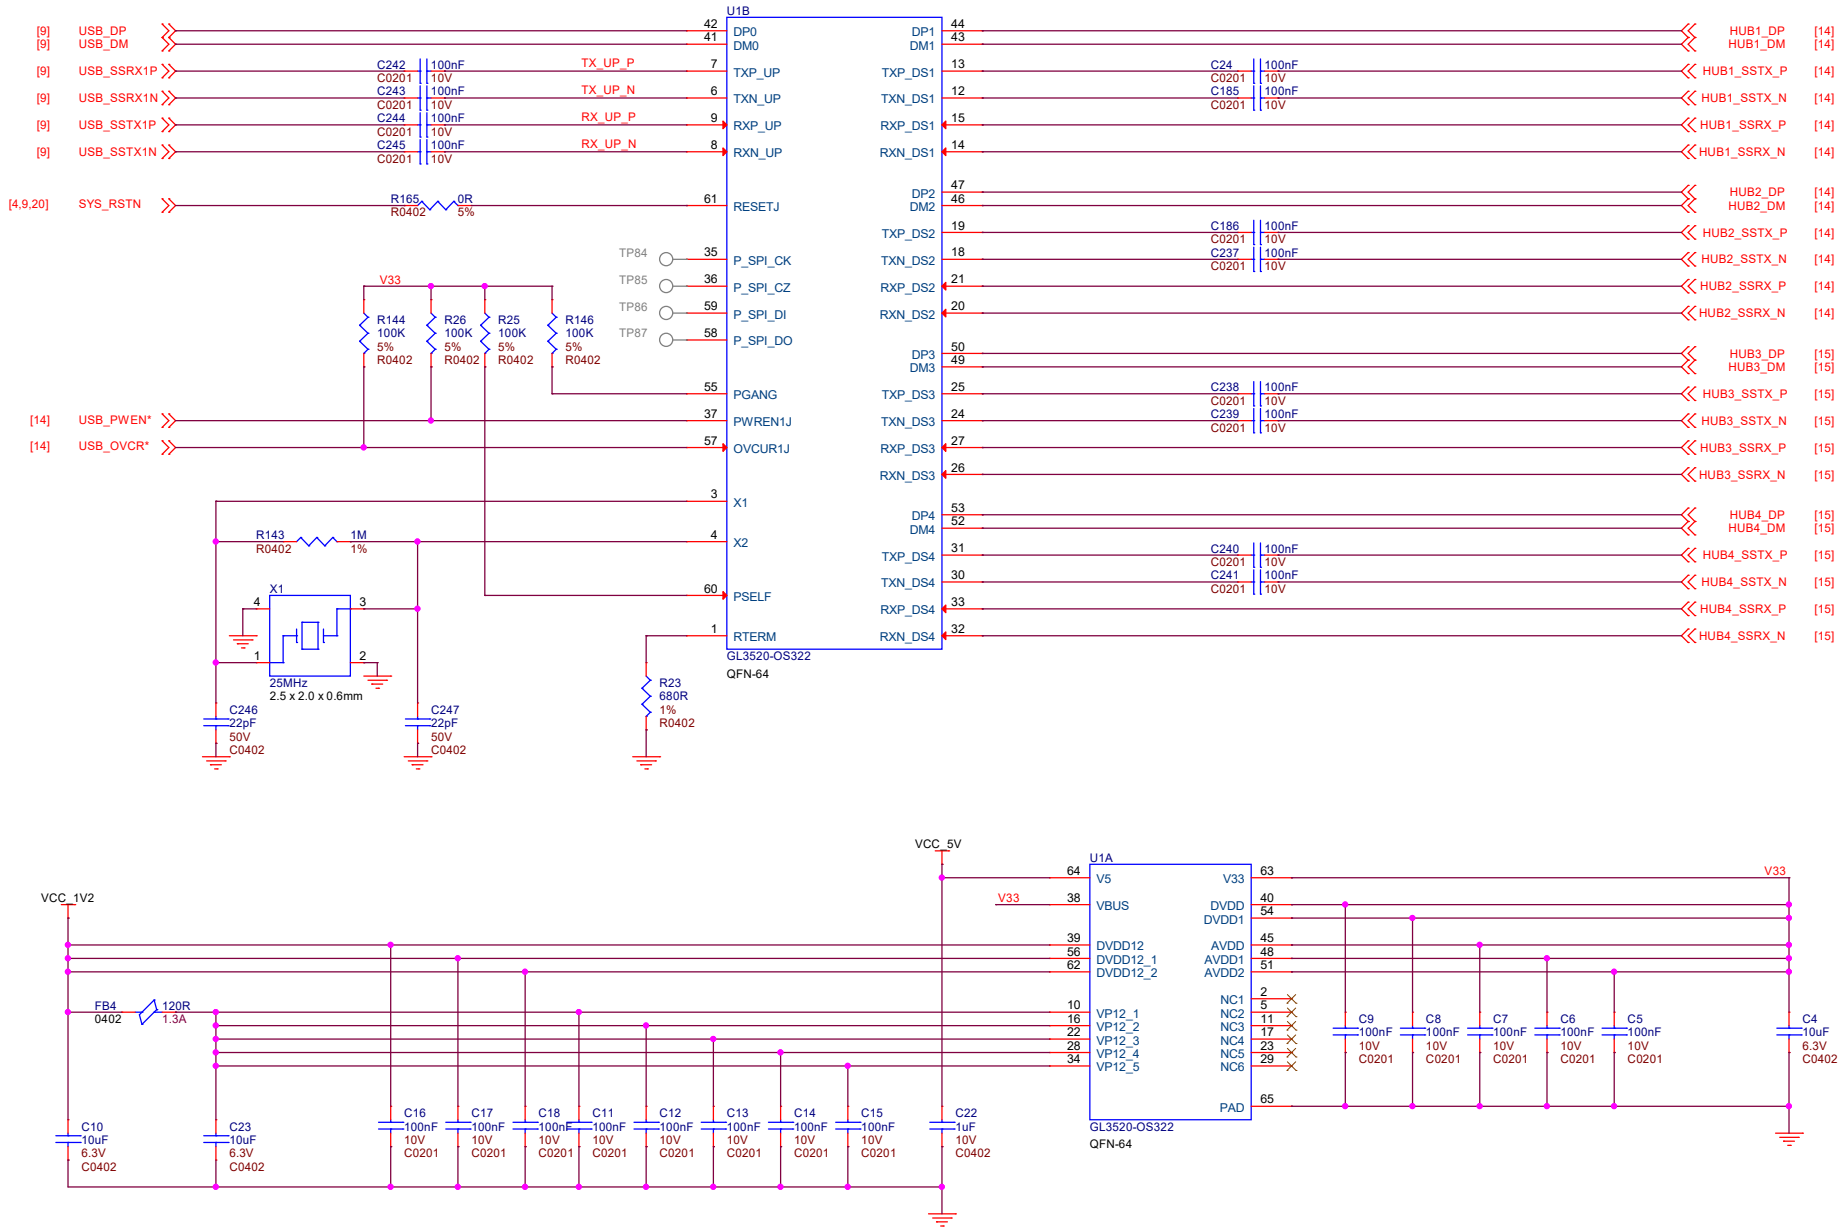 U1B
[9] USB_DP 42 DP0 DP1 44 HUB1_DP [14]
[9] USB_DM 41 DM0 DM1 43 HUB1_DM [14]
[9] USB_SSRX1P C242 100nF TX_UP_P 7 TXP_UP TXP_DS1 13 C24 100nF HUB1_SSTX_P [14]
C0201 10V C0201 10V
[9] USB_SSRX1N C243 100nF TX_UP_N 6 TXN_UP TXN_DS1 12 C185 100nF HUB1_SSTX_N [14]
C0201 10V C0201 10V
[9] USB_SSTX1P C244 100nF RX_UP_P 9 RXP_UP RXP_DS1 15 HUB1_SSRX_P [14]
C0201 10V
[9] USB_SSTX1N C245 100nF RX_UP_N 8 RXN_UP RXN_DS1 14 HUB1_SSRX_N [14]
C0201 10V
DP2 47 HUB2_DP [14]
[4,9,20] SYS_RSTN R165 0R 61 RESETJ DM2 46 HUB2_DM [14]
R0402 5%
TXP_DS2 19 C186 100nF HUB2_SSTX_P [14]
C0201 10V
TP84 35 P_SPI_CK TXN_DS2 18 C237 100nF HUB2_SSTX_N [14]
C0201 10V
V33 TP85 36 P_SPI_CZ RXP_DS2 21 HUB2_SSRX_P [14]
TP86 59 P_SPI_DI RXN_DS2 20 HUB2_SSRX_N [14]
R144 R26 R25 R146
100K 100K 100K 100K TP87 58 P_SPI_DO
5% 5% 5% 5% DP3 50 HUB3_DP [15]
R0402 R0402 R0402 R0402 DM3 49 HUB3_DM [15]
55 PGANG TXP_DS3 25 C238 100nF HUB3_SSTX_P [15]
C0201 10V
[14] USB_PWEN* 37 PWREN1J TXN_DS3 24 C239 100nF HUB3_SSTX_N [15]
C0201 10V
[14] USB_OVCR* 57 OVCUR1J RXP_DS3 27 HUB3_SSRX_P [15]
RXN_DS3 26 HUB3_SSRX_N [15]
3 X1
DP4 53 HUB4_DP [15]
R143 1M 4 X2 DM4 52 HUB4_DM [15]
R0402 1%
TXP_DS4 31 C240 100nF HUB4_SSTX_P [15]
C0201 10V
X1 60 PSELF TXN_DS4 30 C241 100nF HUB4_SSTX_N [15]
C0201 10V
4 3 RXP_DS4 33 HUB4_SSRX_P [15]
1 RTERM RXN_DS4 32 HUB4_SSRX_N [15]
1 2 GL3520-OS322
QFN-64
25MHz
2.5 x 2.0 x 0.6mm
R23
680R
1%
R0402
C246 C247
22pF 22pF
50V 50V
C0402 C0402
VCC_5V
U1A
64 V5 V33 63 V33
VCC_1V2 V33 38 VBUS DVDD 40
DVDD1 54
39 DVDD12 AVDD 45
56 DVDD12_1 AVDD1 48
62 DVDD12_2 AVDD2 51
NC1 2
FB4 120R 10 VP12_1 NC2 5
0402 1.3A 16 VP12_2 NC3 11
22 VP12_3 NC4 17
28 VP12_4 NC5 23
34 VP12_5 NC6 29
C9 C8 C7 C6 C5 C4
100nF 100nF 100nF 100nF 100nF 10uF
10V 10V 10V 10V 10V 6.3V
C0201 C0201 C0201 C0201 C0201 C0402
PAD 65
GL3520-OS322
QFN-64
C10 C23 C16 C17 C18 C11 C12 C13 C14 C15 C22
10uF 10uF 100nF 100nF 100nF 100nF 100nF 100nF 100nF 100nF 1uF
6.3V 6.3V 10V 10V 10V 10V 10V 10V 10V 10V 10V
C0402 C0402 C0201 C0201 C0201 C0201 C0201 C0201 C0201 C0201 C0402